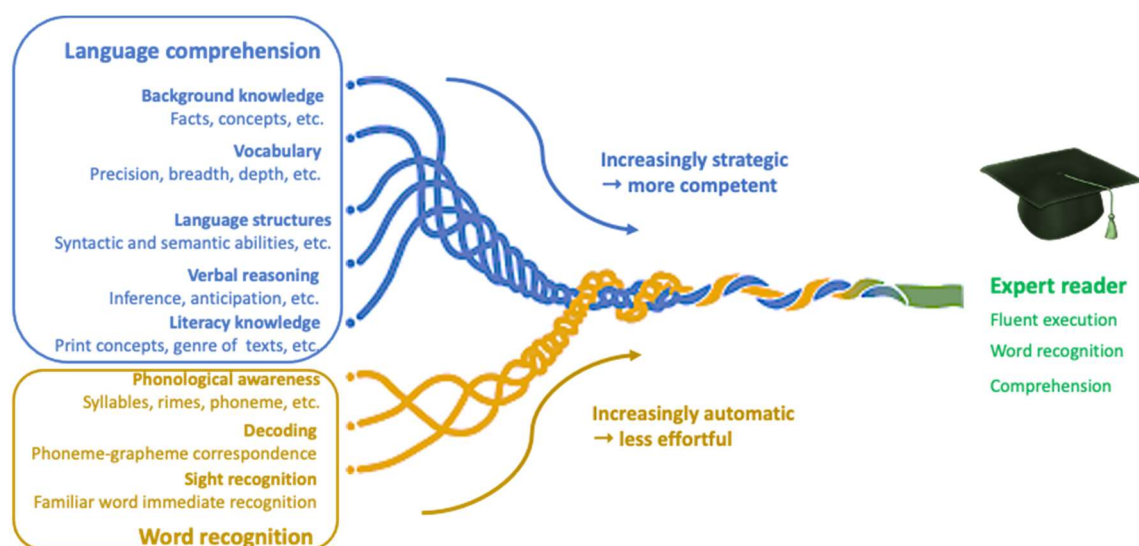 Language comprehension
Background knowledge
Facts, concepts, etc.
Vocabulary
Precision, breadth, depth, etc.
Language structures
Syntactic and semantic abilities, etc.
Verbal reasoning
Inference, anticipation, etc.
Literacy knowledge
Print concepts, genre of texts, etc.
Phonological awareness
Syllables, rimes, phoneme, etc.
Decoding
Phoneme-grapheme correspondence
Sight recognition
Familiar word immediate recognition
Word recognition
Increasingly strategic
→ more competent
Increasingly automatic
→ less effortful
Expert reader
Fluent execution
Word recognition
Comprehension